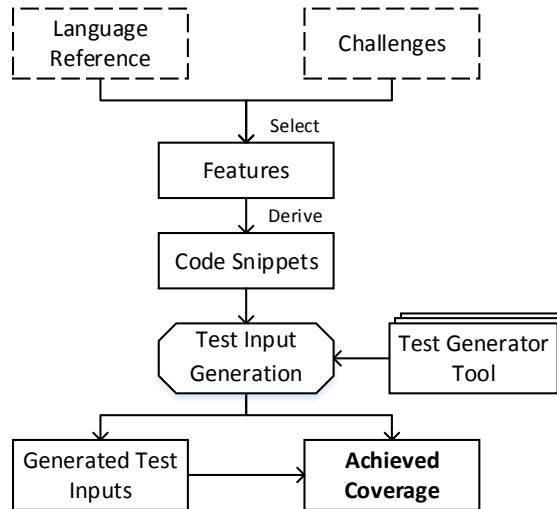 Language
Reference
Challenges
Select
Features
Derive
Code Snippets
Test Input
Generation
Test Generator
Tool
Generated Test
Inputs
Achieved
Coverage